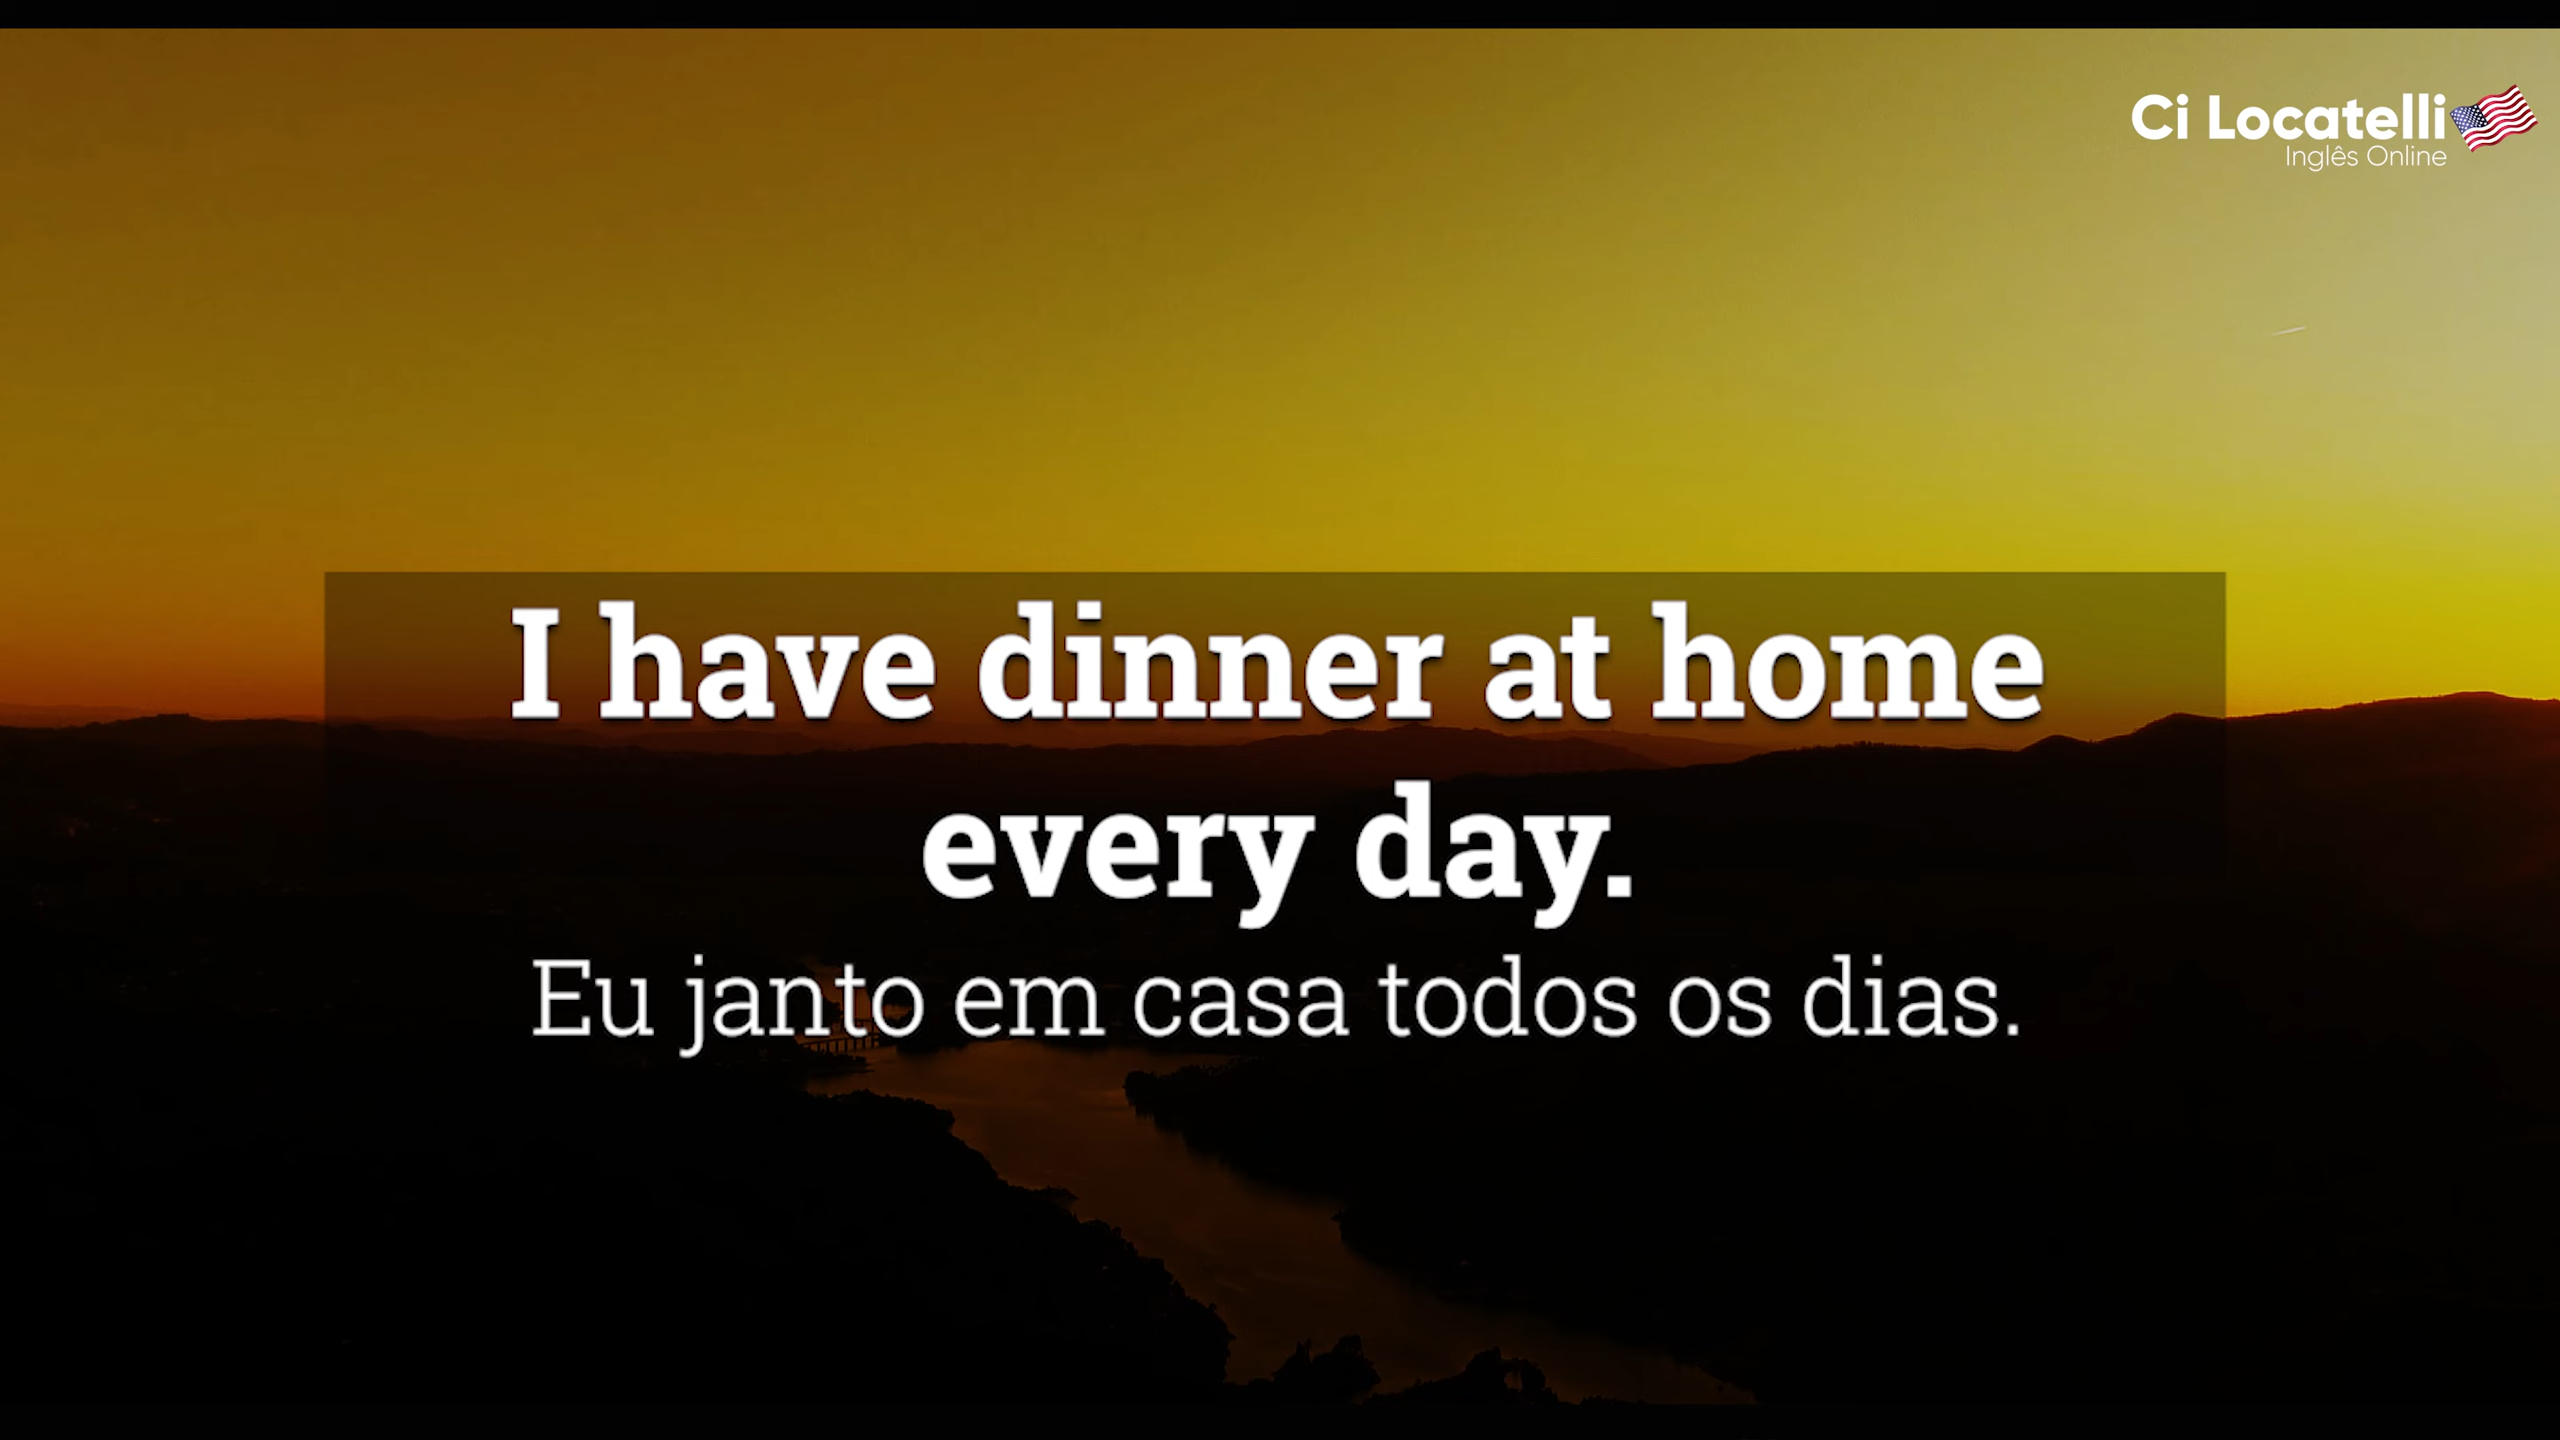 Ci Locatelli
Inglês Online
I have dinner at home
every day.
Eu janto em casa todos os dias.